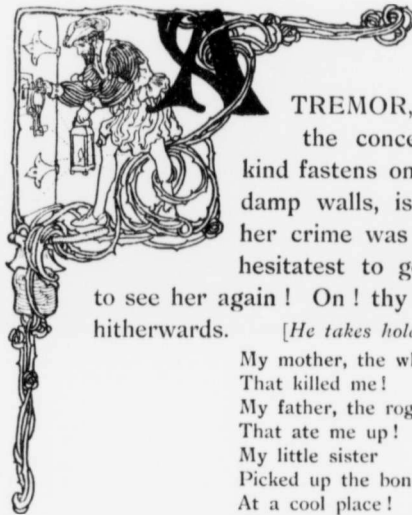 A
TREMOR,
the conce
kind fastens on
damp walls, is
her crime was
hesitatest to g
to see her again ! On ! thy
hitherwards. [He takes hold
My mother, the wh
That killed me !
My father, the rog
That ate me up !
My little sister
Picked up the bon
At a cool place !